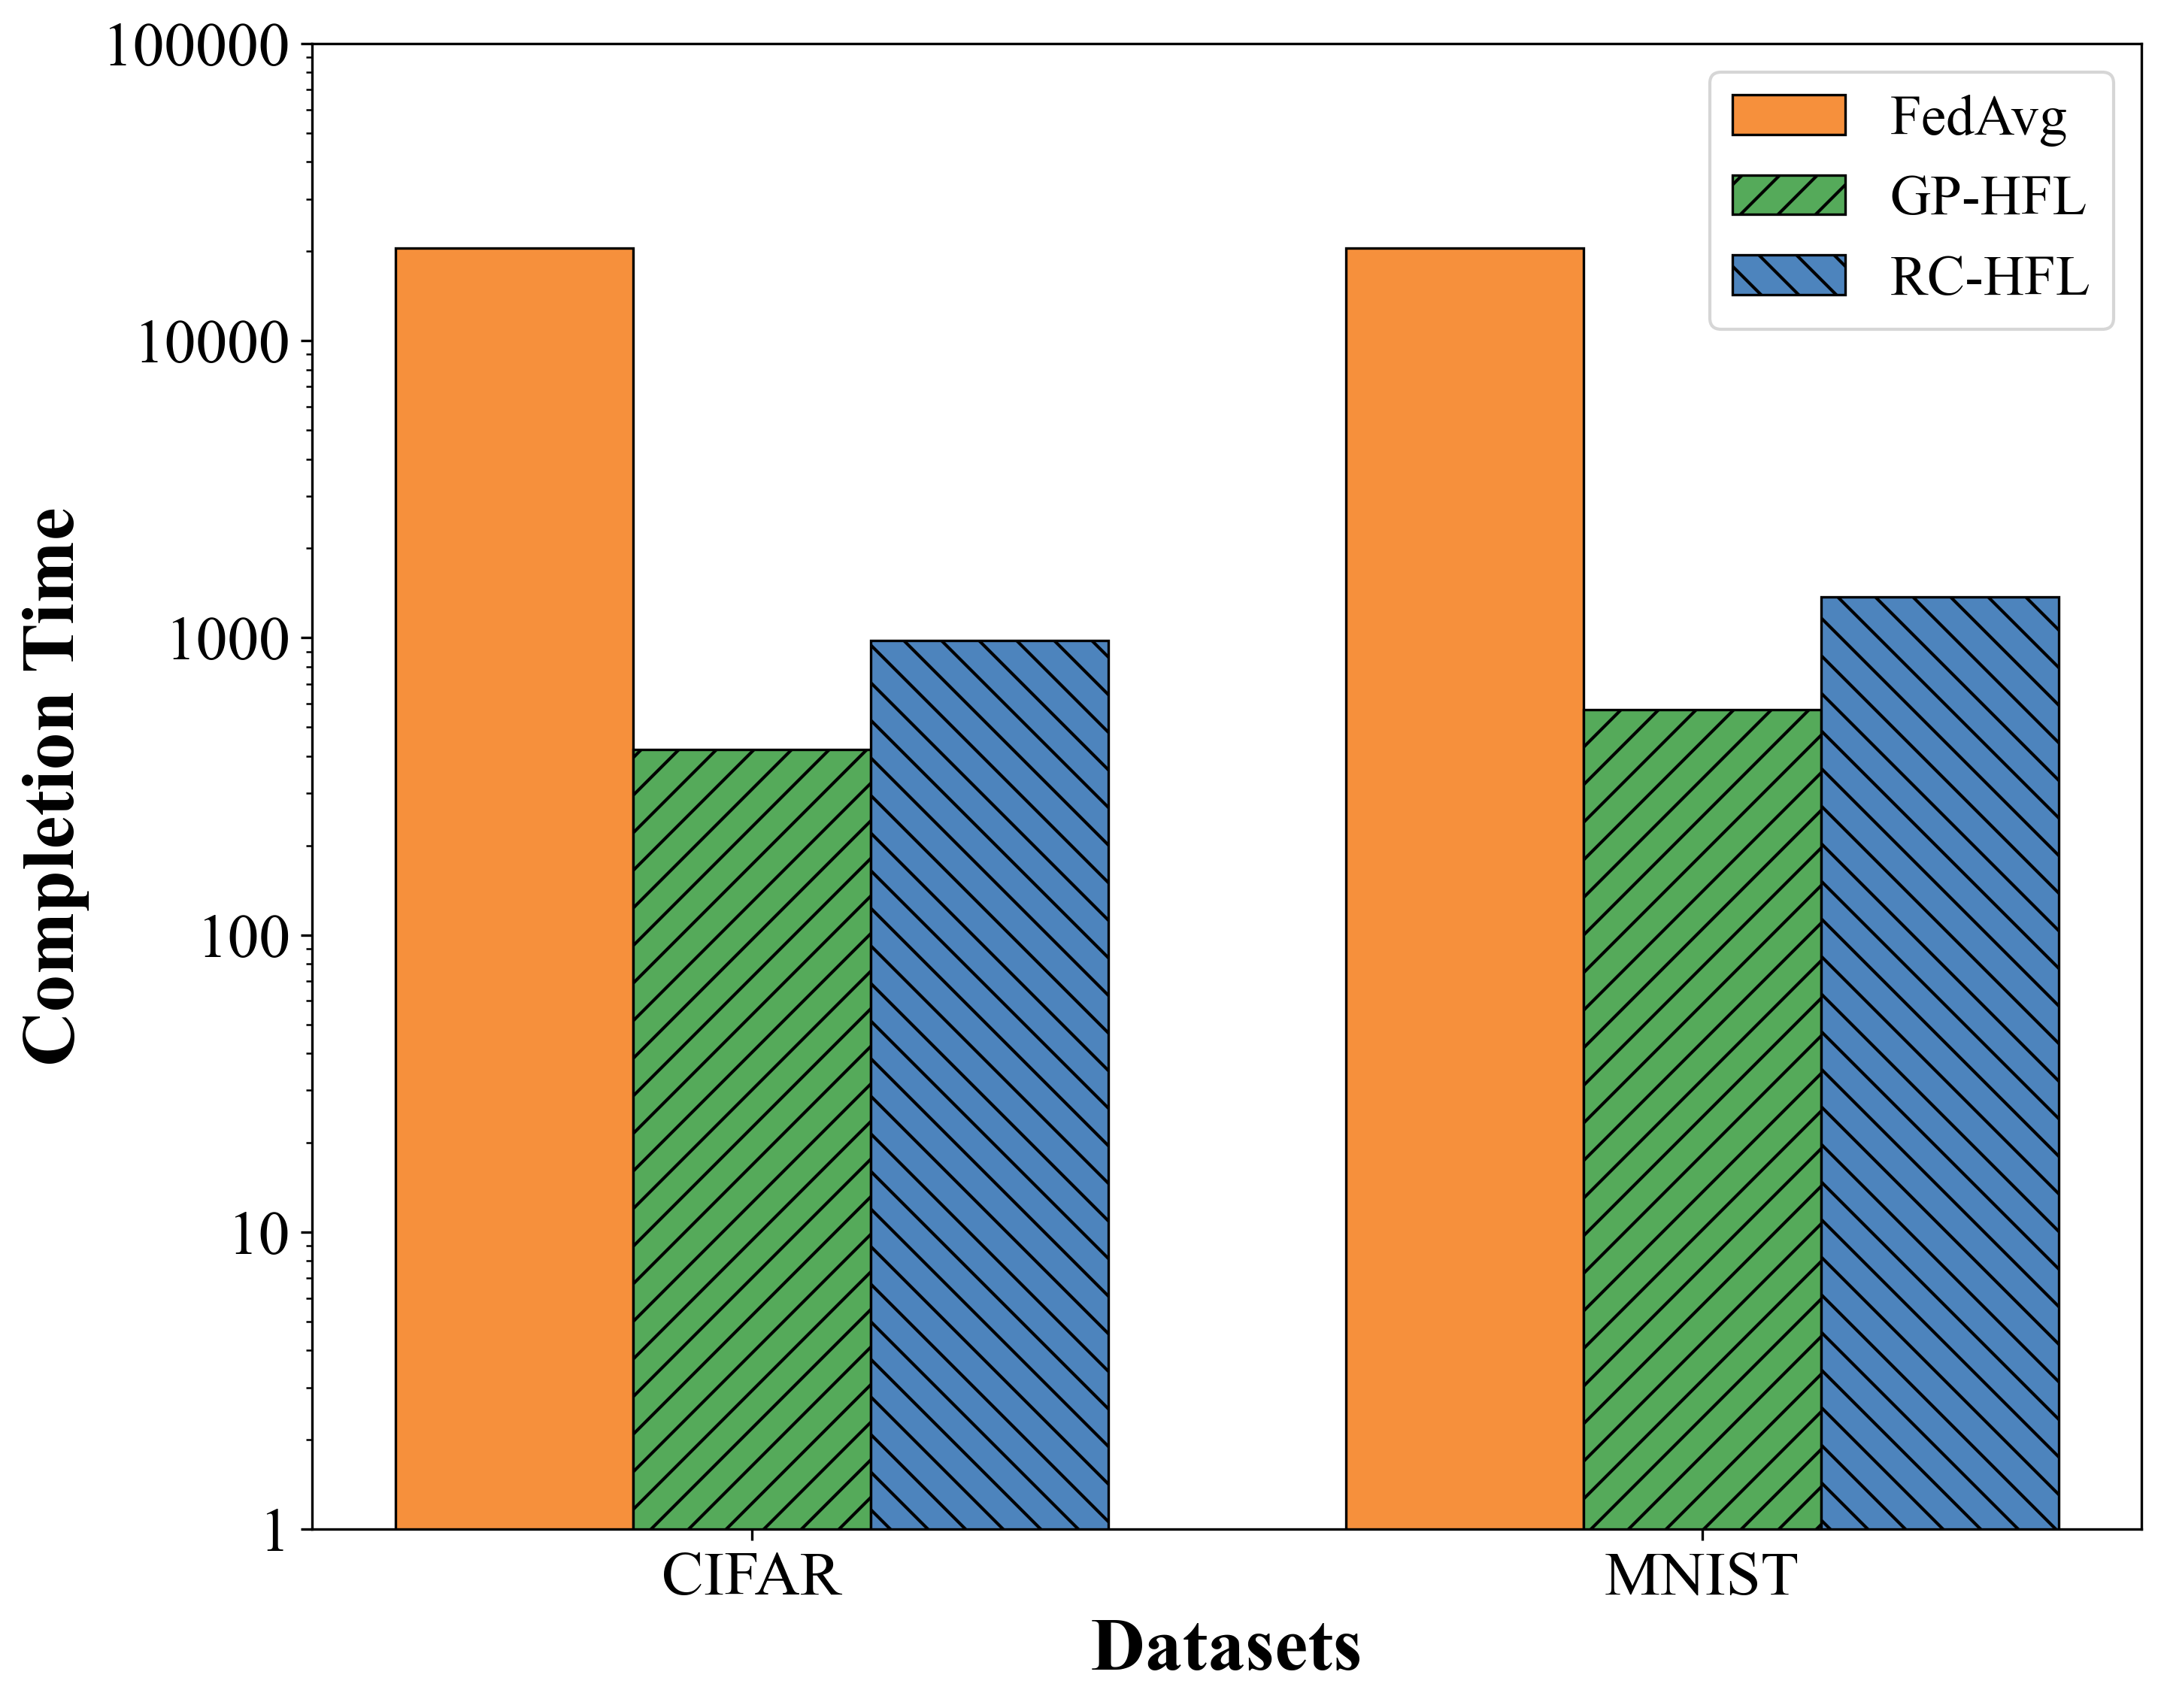 Completion Time
100000
10000
1000
100
10
1
FedAvg
GP-HFL
RC-HFL
CIFAR
MNIST
Datasets